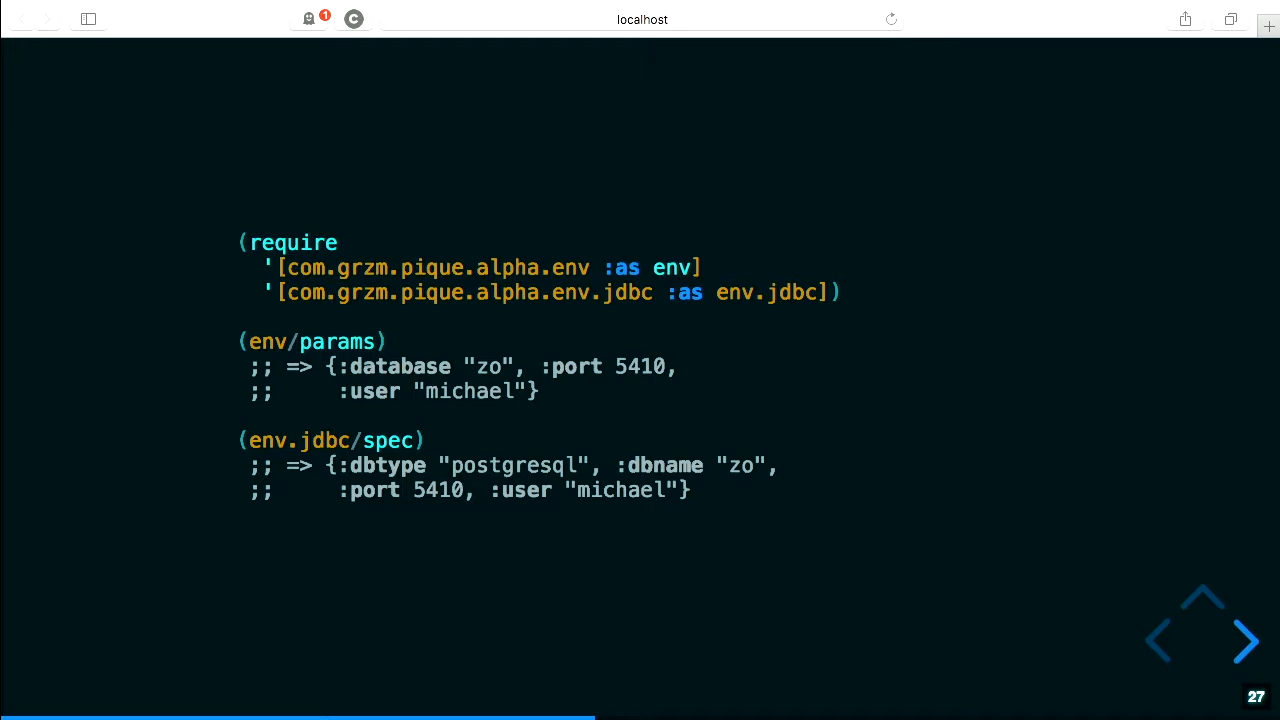 1
C
localhost
(require
  '[com.grzm.pique.alpha.env :as env]
  '[com.grzm.pique.alpha.env.jdbc :as env.jdbc])
(env/params)
 ;; => {:database "zo", :port 5410,
 ;;     :user "michael"}
(env.jdbc/spec)
 ;; => {:dbtype "postgresql", :dbname "zo",
 ;;     :port 5410, :user "michael"}
27